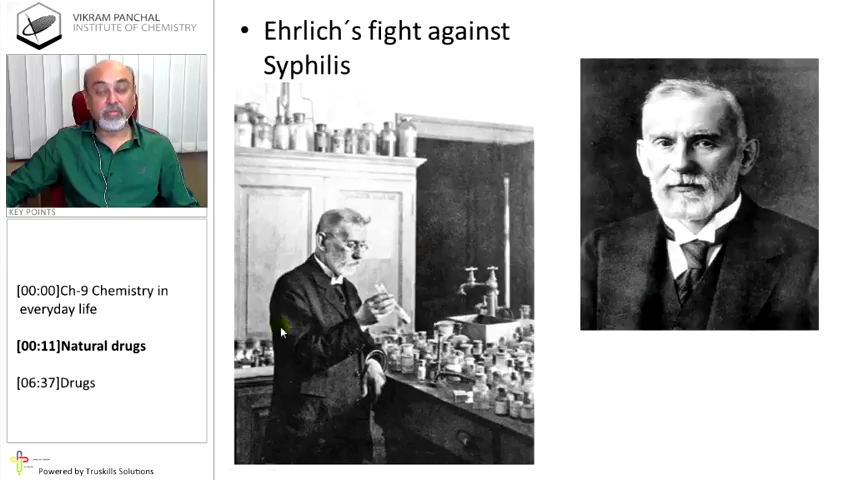 VIKRAM PANCHAL
INSTITUTE OF CHEMISTRY
KEY POINTS
[00:00]Ch-9 Chemistry in
everyday life
[00:11]Natural drugs
[06:37]Drugs
Powered by Truskills Solutions
• Ehrlich´s fight against
Syphilis